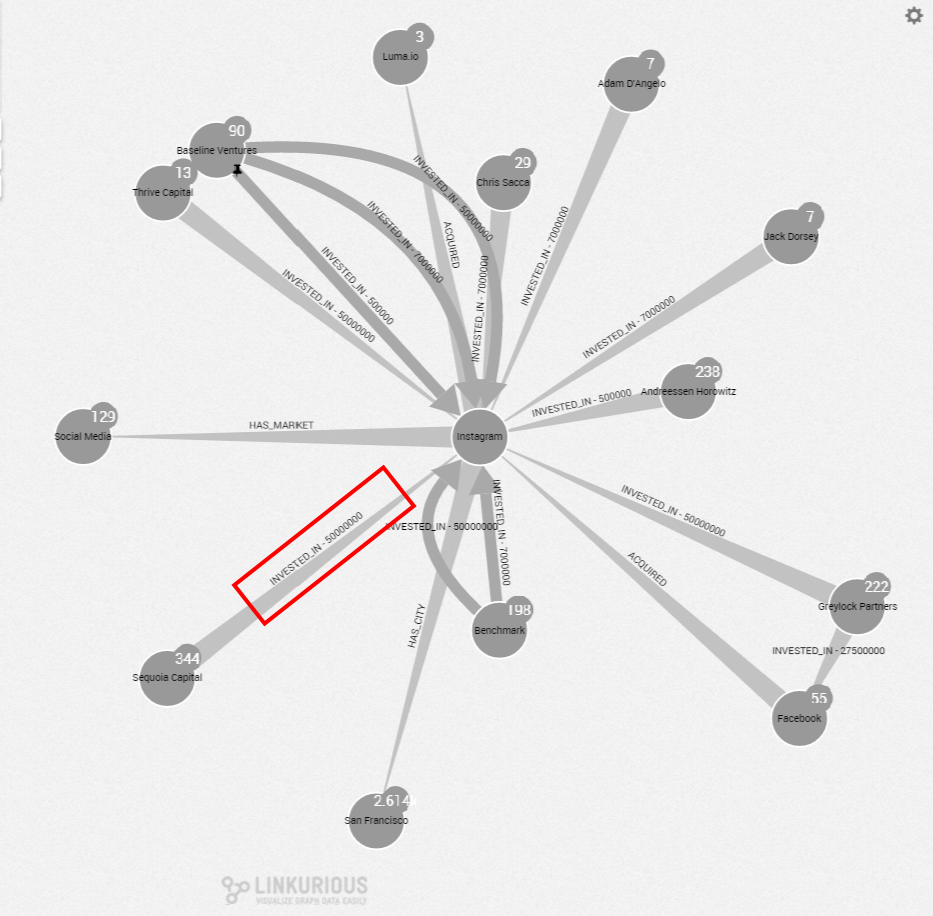 3
Luma.io
7
Adam D'Angelo
90
Baseline Ventures
29
Chris Sacca
13
Thrive Capital
7
Jack Dorsey
INVESTED_IN - 50000000
INVESTED_IN - 7000000
ACQUIRED
INVESTED_IN - 500000
INVESTED_IN - 7000000
INVESTED_IN - 7000000
INVESTED_IN - 50000000
INVESTED_IN - 7000000
238
Andreessen Horowitz
INVESTED_IN - 500000
129
Social Media
HAS_MARKET
Instagram
INVESTED_IN - 50000000
INVESTED_IN - 50000000
INVESTED_IN - 7000000
INVESTED_IN - 50000000
ACQUIRED
222
Greylock Partners
198
Benchmark
HAS_CITY
INVESTED_IN - 27500000
344
Sequoia Capital
55
Facebook
2.614
San Francisco
LINKURIOUS
VISUALIZE GRAPH DATA EASILY